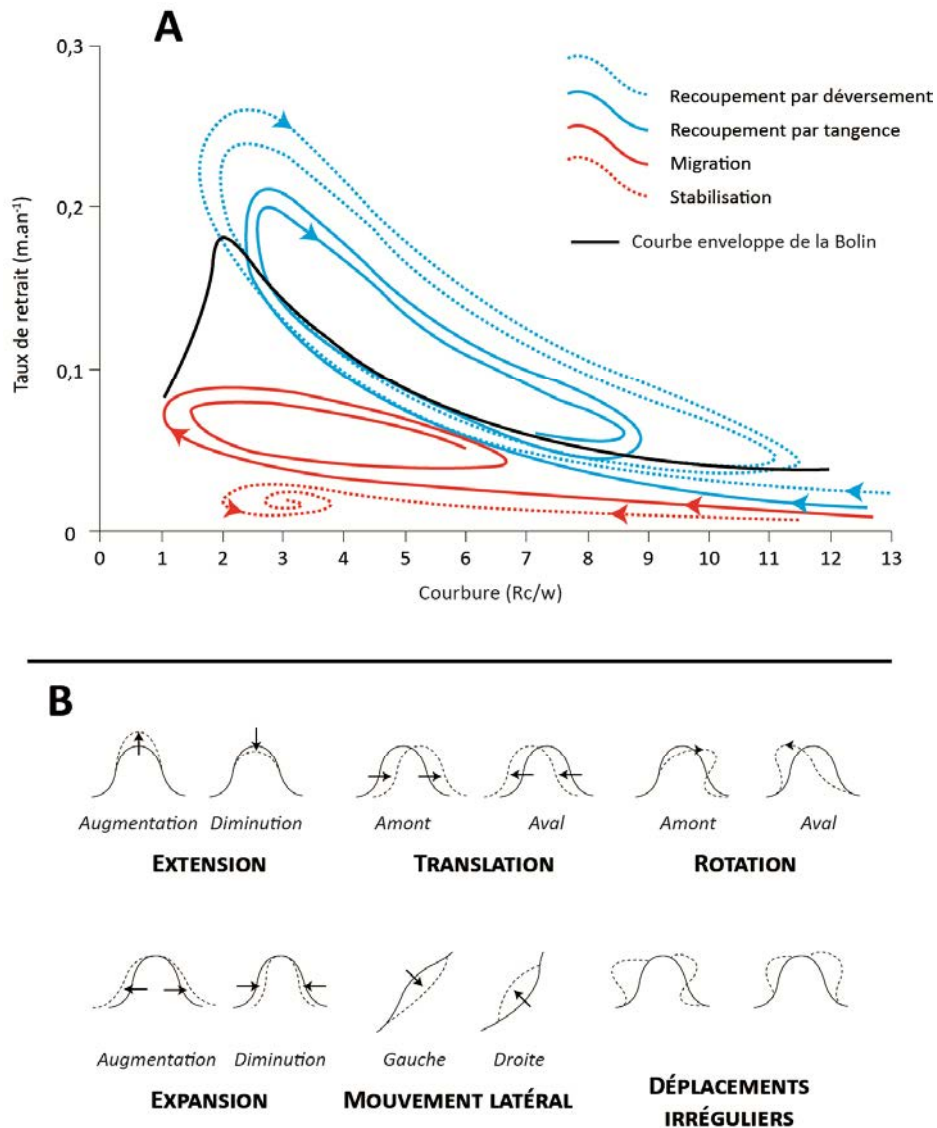 A
0,3
0,2
0,1
0
Taux de retrait (m.an⁻¹)
0 1 2 3 4 5 6 7 8 9 10 11 12 13
Courbure (Rc/w)
Recoupement par déversement
Recoupement par tangence
Migration
Stabilisation
Courbe enveloppe de la Bolin
B
Augmentation Diminution
EXTENSION
Amont Aval
TRANSLATION
Amont Aval
ROTATION
Augmentation Diminution
EXPANSION
Gauche Droite
MOUVEMENT LATÉRAL
DÉPLACEMENTS
IRRÉGULIERS